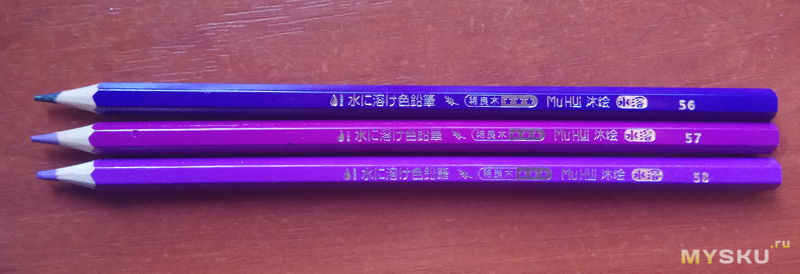 水に溶け色鉛筆 MuHui 沐绘 水溶 56
水に溶け色鉛筆 MuHui 沐绘 水溶 57
水に溶け色鉛筆 MuHui 沐绘 水溶 58
MYSKU.ru